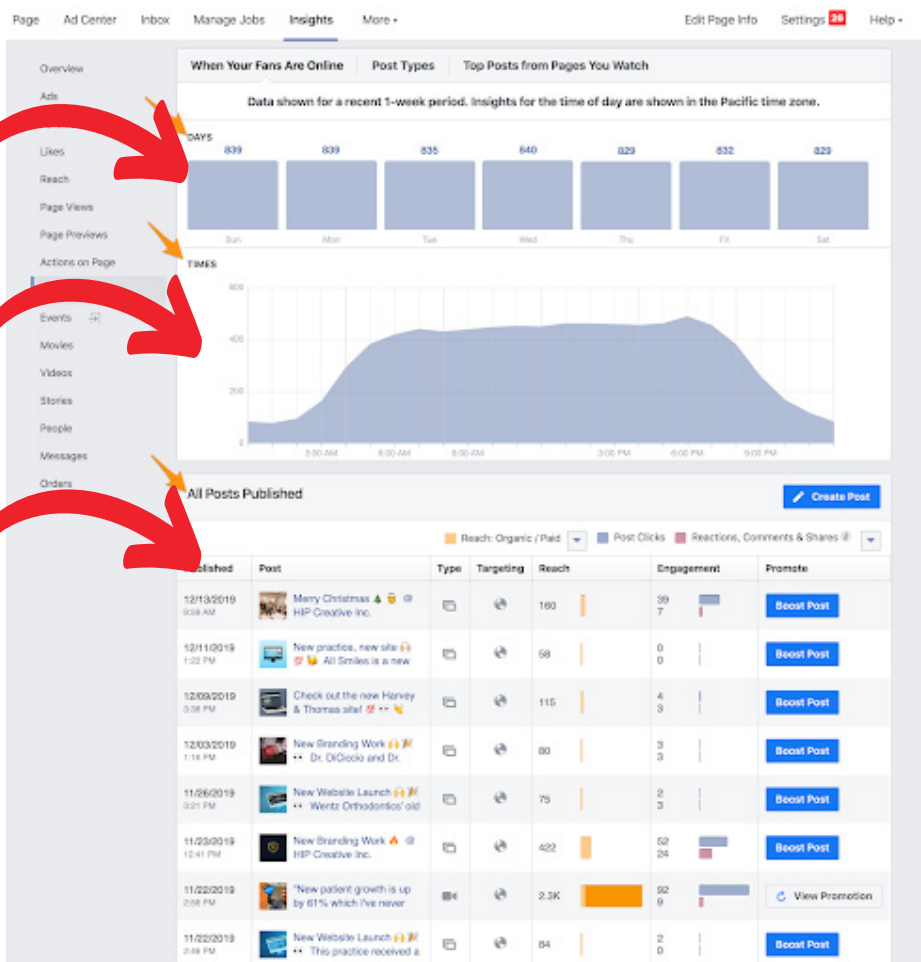 Page Ad Center Inbox Manage Jobs Insights More Edit Page Info Settings 26 Help
Overview
Ads
Likes
Reach
Page Views
Page Previews
Actions on Page
Events
Movies
Videos
Stories
People
Messages
Orders
When Your Fans Are Online Post Types Top Posts from Pages You Watch
Data shown for a recent 1-week period. Insights for the time of day are shown in the Pacific time zone.
DAYS
839 839 835 840 829 832 829
Sun Mon Tue Wed Thu Fri Sat
TIMES
600
400
200
0
3:00 AM 6:00 AM 9:00 AM 3:00 PM 6:00 PM 9:00 PM
All Posts Published
Create Post
Reach: Organic / Paid Post Clicks Reactions, Comments & Shares
Post Type Targeting Reach Engagement Promote
12/13/2019 Merry Christmas 🎄 @ 160 39 Boost Post
9:58 AM HIP Creative Inc. 7
12/11/2019 New practice, new site 🙌 58 0 Boost Post
1:22 PM 💯 All Smiles is a new 0
12/09/2019 Check out the new Harvey 115 4 Boost Post
3:38 PM & Thomas site! 💯 👀 3
12/03/2019 New Branding Work 🙌 🎉 80 3 Boost Post
1:16 PM 👀 Dr. DiCiccio and Dr. 3
11/26/2019 New Website Launch 🙌 🎉 75 2 Boost Post
3:21 PM 👀 Wentz Orthodontics' old 3
11/23/2019 New Branding Work 🔥 @ 422 52 Boost Post
12:41 PM HIP Creative Inc. 24
11/22/2019 "New patient growth is up 2.3K 92 View Promotion
2:56 PM by 61% which I've never 9
11/22/2019 New Website Launch 🙌 🎉 84 2 Boost Post
2:46 PM 👀 This practice received a 0